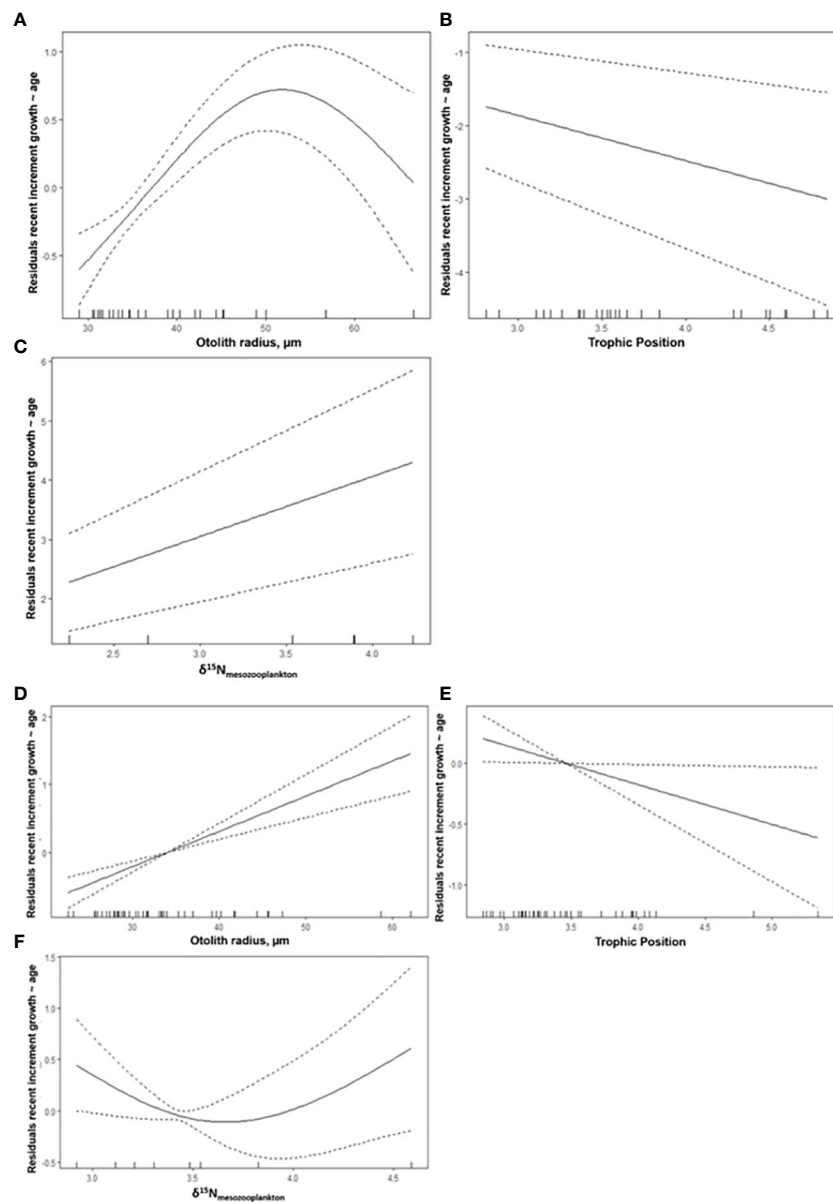 A
Residuals recent increment growth ~ age
1.0
0.5
0.0
-0.5
30 40 50 60
Otolith radius, µm
B
Residuals recent increment growth ~ age
-1
-2
-3
-4
3.0 3.5 4.0 4.5
Trophic Position
C
Residuals recent increment growth ~ age
6
5
4
3
2
2.5 3.0 3.5 4.0
δ¹⁵Nmesozooplankton
D
Residuals recent increment growth ~ age
2
1
0
30 40 50 60
Otolith radius, µm
E
Residuals recent increment growth ~ age
0.0
-0.5
-1.0
3.0 3.5 4.0 4.5 5.0
Trophic Position
F
Residuals recent increment growth ~ age
1.5
1.0
0.5
0.0
-0.5
3.0 3.5 4.0 4.5
δ¹⁵Nmesozooplankton